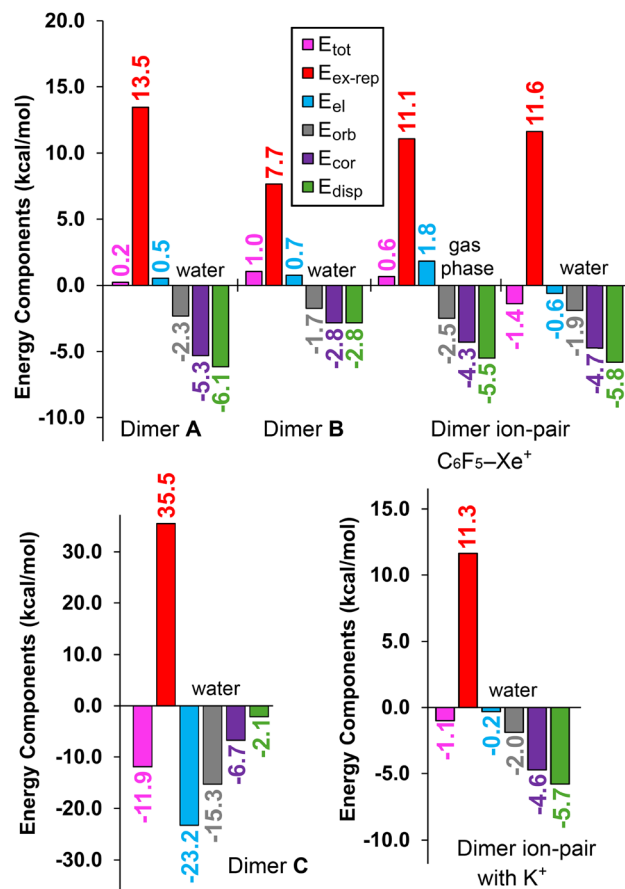 Energy Components (kcal/mol)
20.0
15.0
10.0
5.0
0.0
-5.0
-10.0
E_tot
E_ex-rep
E_el
E_orb
E_cor
E_disp
0.2
13.5
0.5
-2.3
-5.3
-6.1
water
1.0
7.7
0.7
-1.7
-2.8
-2.8
water
0.6
11.1
1.8
-2.5
-4.3
-5.5
gas
phase
-1.4
11.6
-0.6
-1.9
-4.7
-5.8
water
Dimer A
Dimer B
Dimer ion-pair
C₆F₅–Xe⁺
Energy Components (kcal/mol)
30.0
20.0
10.0
0.0
-10.0
-20.0
-30.0
-11.9
35.5
-23.2
-15.3
-6.7
-2.1
water
Dimer C
Energy Components (kcal/mol)
15.0
10.0
5.0
0.0
-5.0
-10.0
-1.1
11.3
-0.2
-2.0
-4.6
-5.7
water
Dimer ion-pair
with K⁺